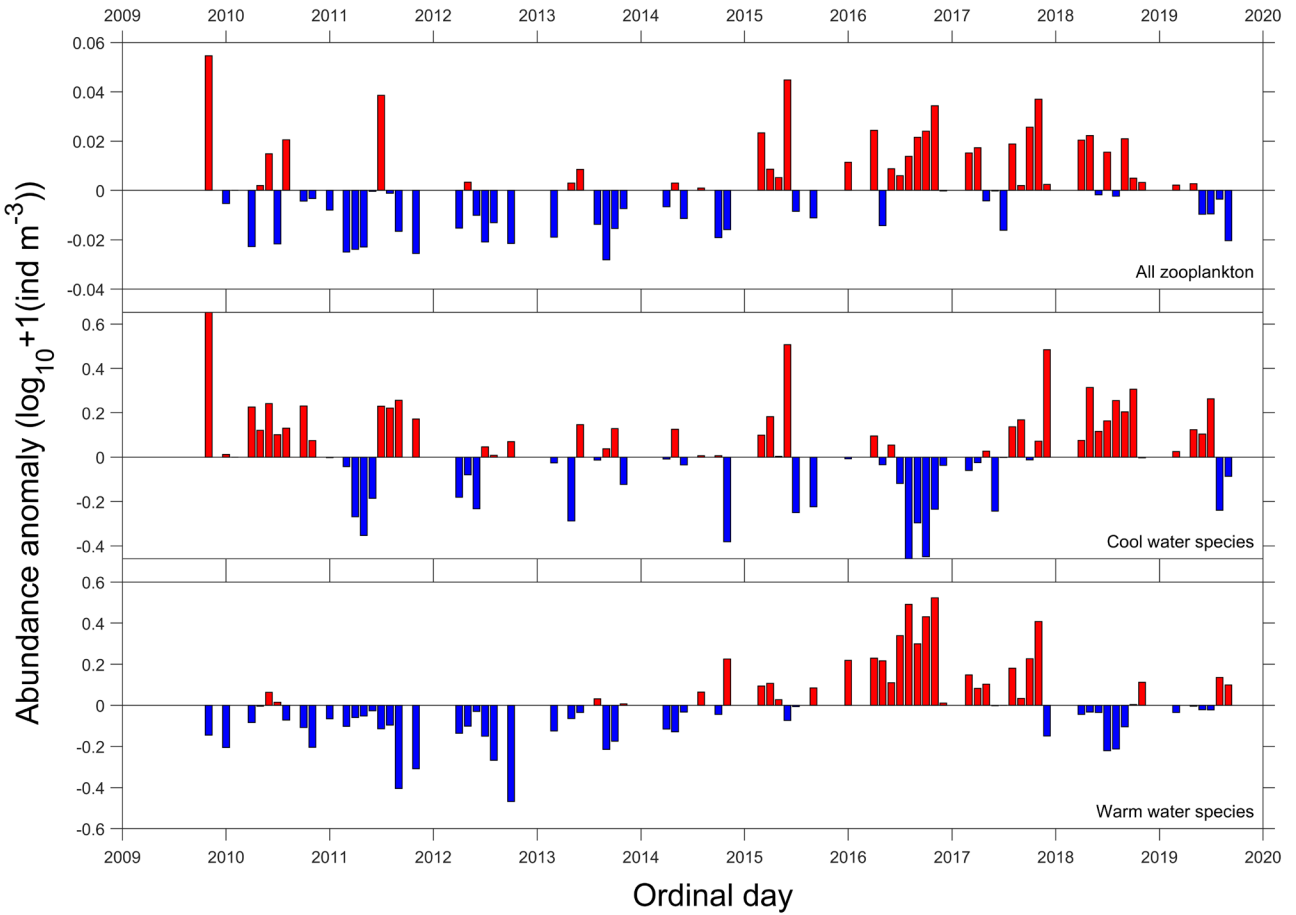 2009 2010 2011 2012 2013 2014 2015 2016 2017 2018 2019 2020
0.06
0.04
0.02
0
-0.02
-0.04
All zooplankton
0.6
0.4
0.2
0
-0.2
-0.4
Cool water species
0.6
0.4
0.2
0
-0.2
-0.4
-0.6
Warm water species
2009 2010 2011 2012 2013 2014 2015 2016 2017 2018 2019 2020
Ordinal day
Abundance anomaly (log10+1(ind m-3))